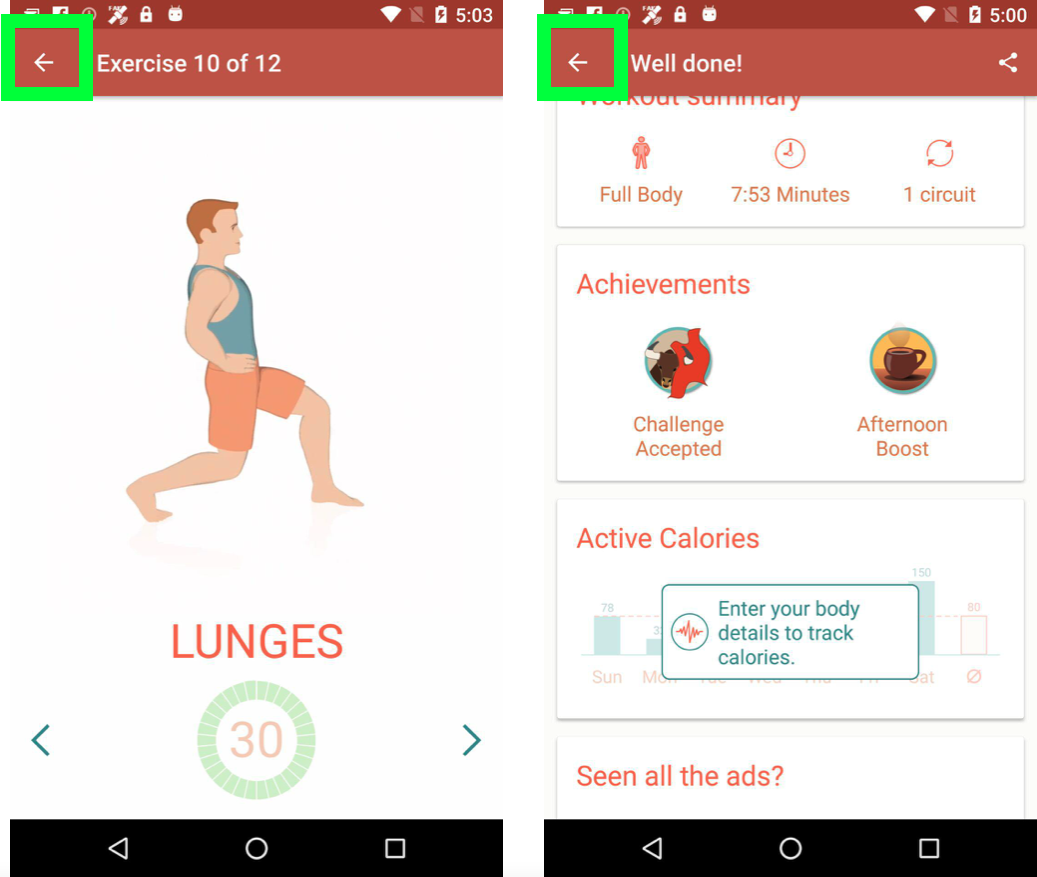 5:03
Exercise 10 of 12
LUNGES
30
5:00
Well done!
Workout summary
Full Body
7:53 Minutes
1 circuit
Achievements
Challenge
Accepted
Afternoon
Boost
Active Calories
150
78
80
Enter your body
details to track
calories.
Sun Mon Tue Wed Thu Fri Sat Ø
Seen all the ads?